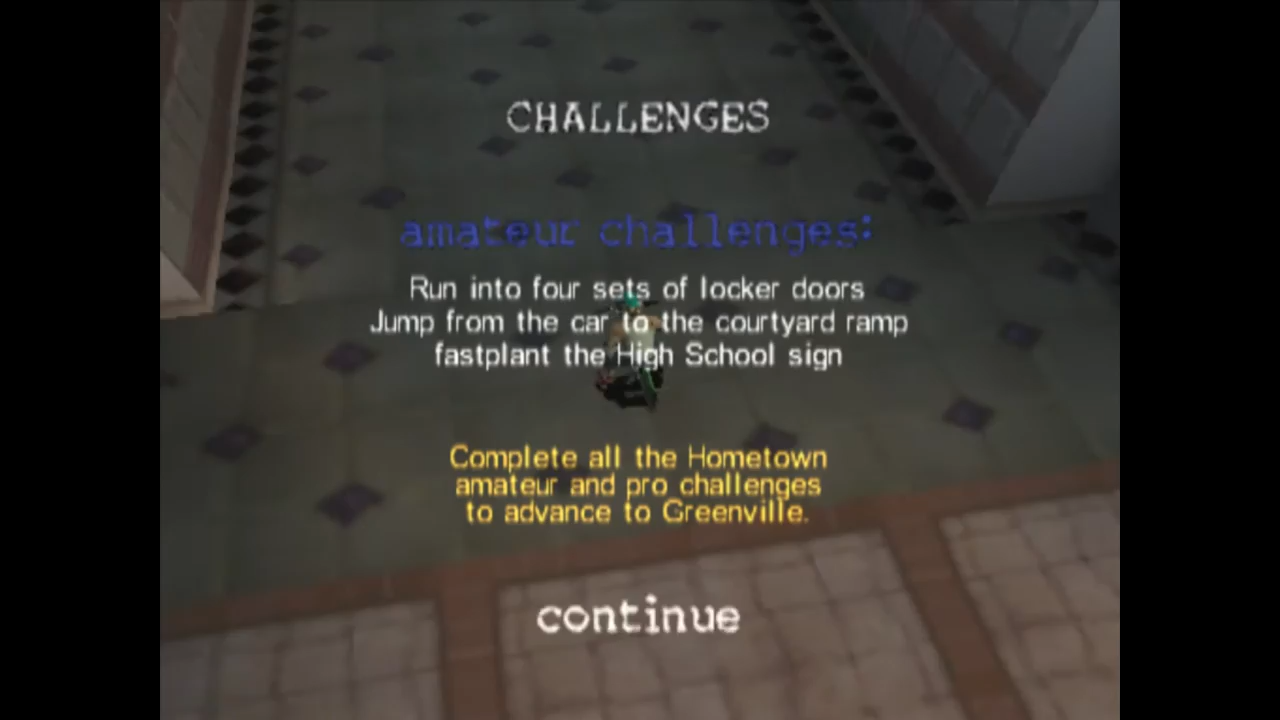 CHALLENGES
amateur challenges:
Run into four sets of locker doors
Jump from the car to the courtyard ramp
fastplant the High School sign
Complete all the Hometown
amateur and pro challenges
to advance to Greenville.
continue